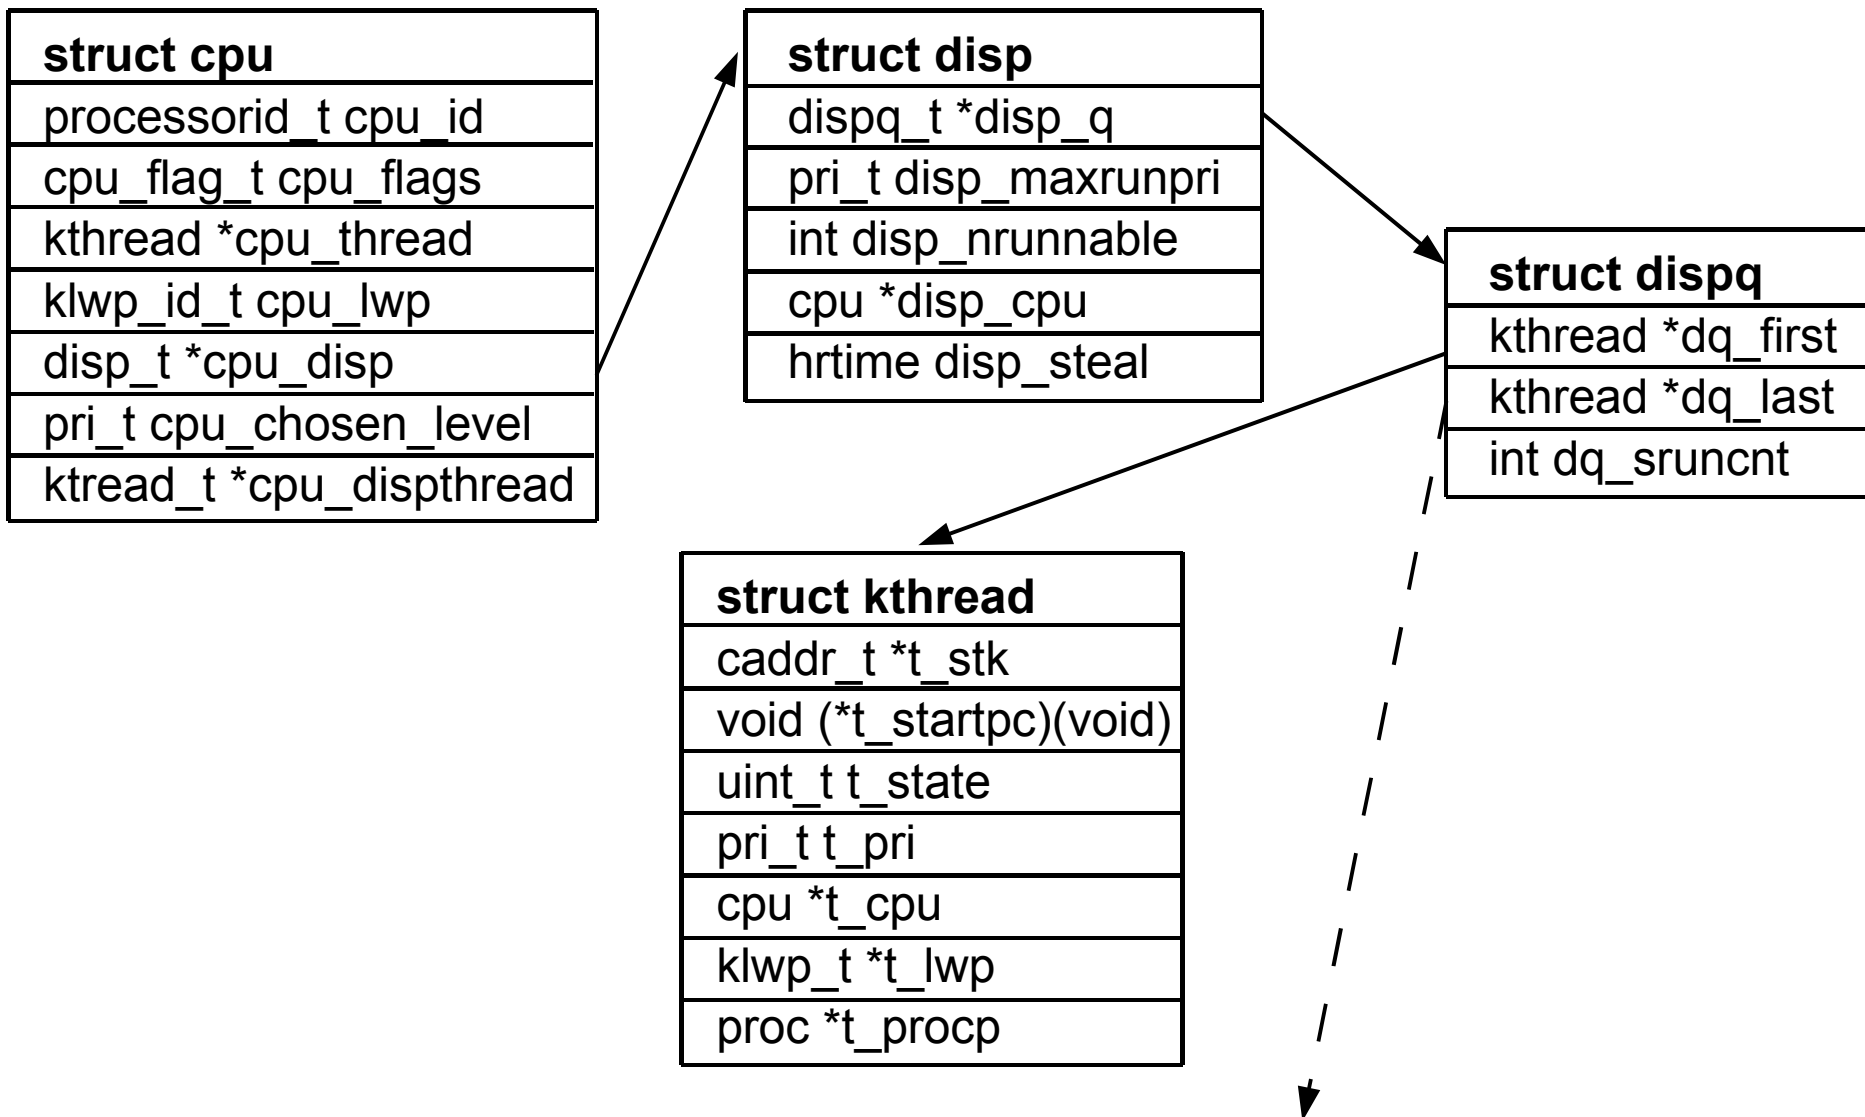 struct cpu
processorid_t cpu_id
cpu_flag_t cpu_flags
kthread *cpu_thread
klwp_id_t cpu_lwp
disp_t *cpu_disp
pri_t cpu_chosen_level
ktread_t *cpu_dispthread
struct disp
dispq_t *disp_q
pri_t disp_maxrunpri
int disp_nrunnable
cpu *disp_cpu
hrtime disp_steal
struct dispq
kthread *dq_first
kthread *dq_last
int dq_sruncnt
struct kthread
caddr_t *t_stk
void (*t_startpc)(void)
uint_t t_state
pri_t t_pri
cpu *t_cpu
klwp_t *t_lwp
proc *t_procp